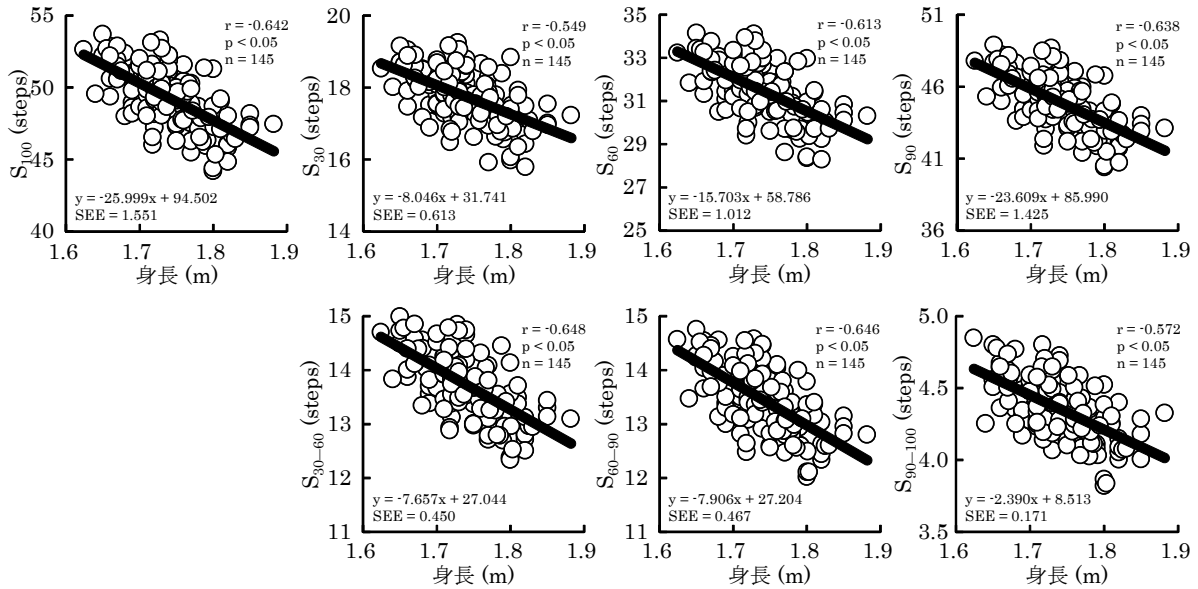 55
50
45
40
S100 (steps)
r = -0.642
p < 0.05
n = 145
y = -25.999x + 94.502
SEE = 1.551
1.6 1.7 1.8 1.9
身長 (m)
20
18
16
14
S30 (steps)
r = -0.549
p < 0.05
n = 145
y = -8.046x + 31.741
SEE = 0.613
1.6 1.7 1.8 1.9
身長 (m)
35
33
31
29
27
25
S60 (steps)
r = -0.613
p < 0.05
n = 145
y = -15.703x + 58.786
SEE = 1.012
1.6 1.7 1.8 1.9
身長 (m)
51
46
41
36
S90 (steps)
r = -0.638
p < 0.05
n = 145
y = -23.609x + 85.990
SEE = 1.425
1.6 1.7 1.8 1.9
身長 (m)
15
14
13
12
11
S30–60 (steps)
r = -0.648
p < 0.05
n = 145
y = -7.657x + 27.044
SEE = 0.450
1.6 1.7 1.8 1.9
身長 (m)
15
14
13
12
11
S60–90 (steps)
r = -0.646
p < 0.05
n = 145
y = -7.906x + 27.204
SEE = 0.467
1.6 1.7 1.8 1.9
身長 (m)
5.0
4.5
4.0
3.5
S90–100 (steps)
r = -0.572
p < 0.05
n = 145
y = -2.390x + 8.513
SEE = 0.171
1.6 1.7 1.8 1.9
身長 (m)